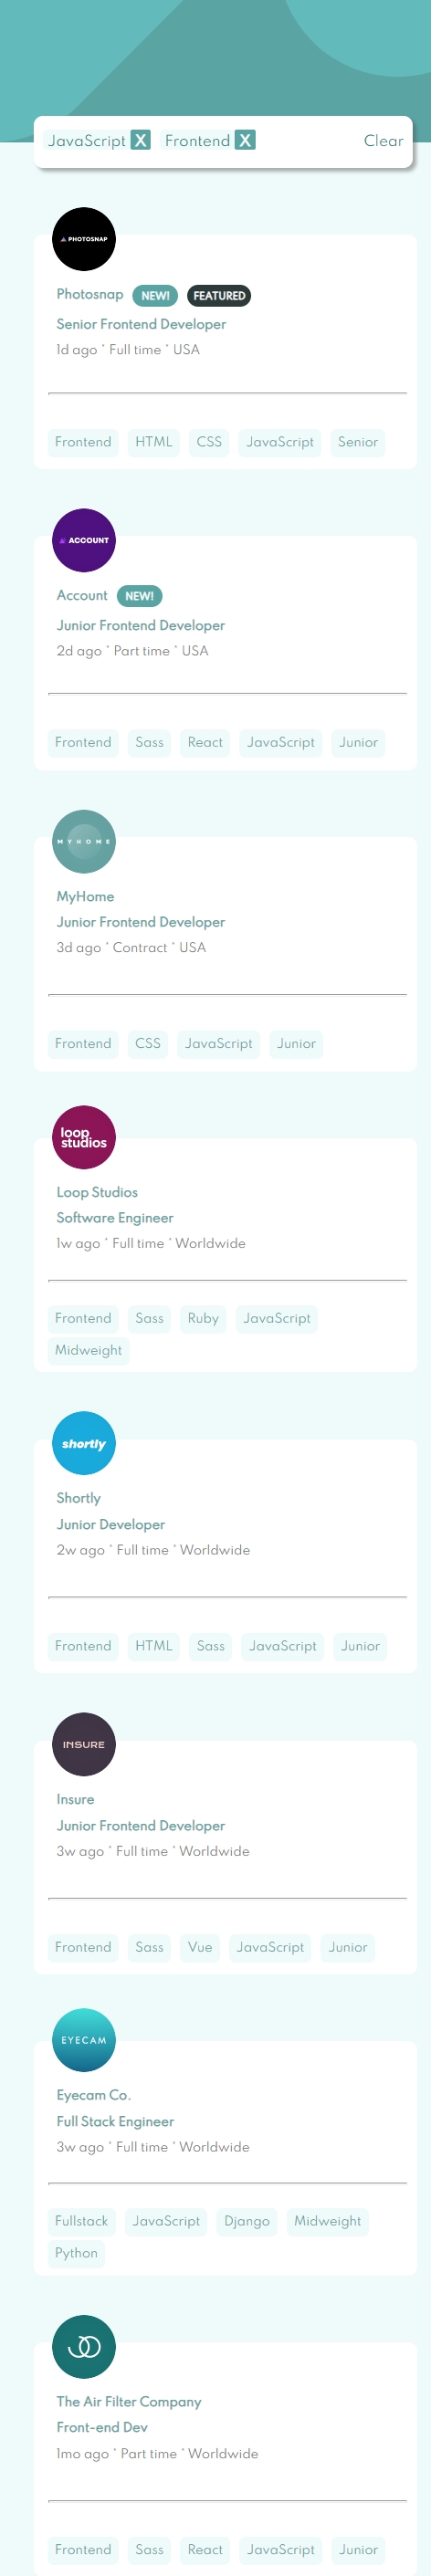 JavaScript X Frontend X Clear
PHOTOSNAP
Photosnap NEW! FEATURED
Senior Frontend Developer
1d ago * Full time * USA
Frontend HTML CSS JavaScript Senior
ACCOUNT
Account NEW!
Junior Frontend Developer
2d ago * Part time * USA
Frontend Sass React JavaScript Junior
MYHOME
MyHome
Junior Frontend Developer
3d ago * Contract * USA
Frontend CSS JavaScript Junior
loop
studios
Loop Studios
Software Engineer
1w ago * Full time * Worldwide
Frontend Sass Ruby JavaScript
Midweight
shortly
Shortly
Junior Developer
2w ago * Full time * Worldwide
Frontend HTML Sass JavaScript Junior
INSURE
Insure
Junior Frontend Developer
3w ago * Full time * Worldwide
Frontend Sass Vue JavaScript Junior
EYECAM
Eyecam Co.
Full Stack Engineer
3w ago * Full time * Worldwide
Fullstack JavaScript Django Midweight
Python
The Air Filter Company
Front-end Dev
1mo ago * Part time * Worldwide
Frontend Sass React JavaScript Junior